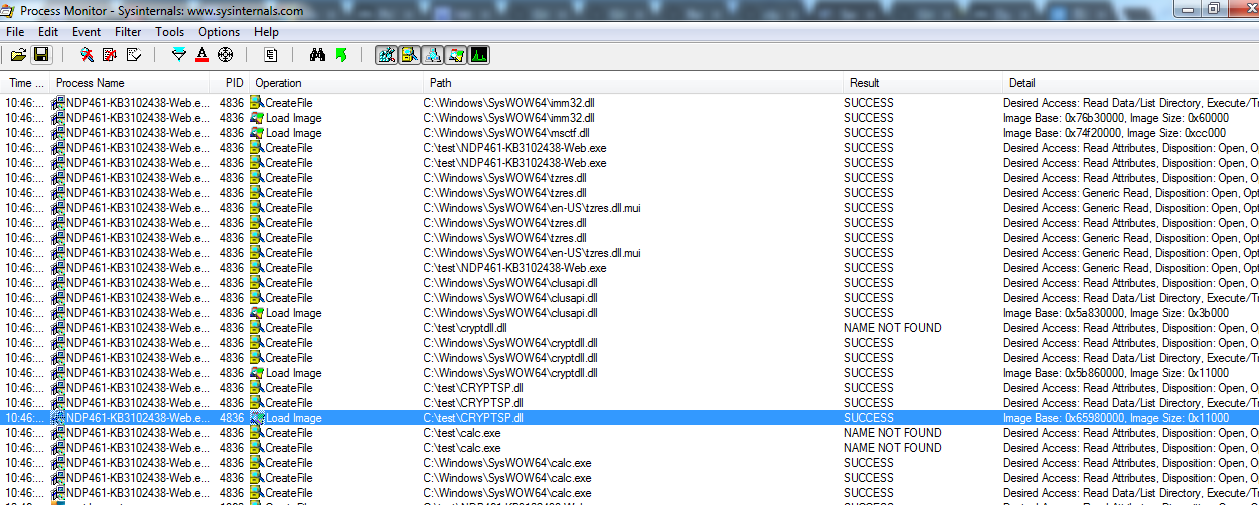 Process Monitor - Sysinternals: www.sysinternals.com
File Edit Event Filter Tools Options Help
Time ... Process Name PID Operation Path Result Detail
10:46:... NDP461-KB3102438-Web.e... 4836 CreateFile C:\Windows\SysWOW64\imm32.dll SUCCESS Desired Access: Read Data/List Directory, Execute/Tr
10:46:... NDP461-KB3102438-Web.e... 4836 Load Image C:\Windows\SysWOW64\imm32.dll SUCCESS Image Base: 0x76b30000, Image Size: 0x60000
10:46:... NDP461-KB3102438-Web.e... 4836 Load Image C:\Windows\SysWOW64\msctf.dll SUCCESS Image Base: 0x74f20000, Image Size: 0xcc000
10:46:... NDP461-KB3102438-Web.e... 4836 CreateFile C:\test\NDP461-KB3102438-Web.exe SUCCESS Desired Access: Read Attributes, Disposition: Open, O
10:46:... NDP461-KB3102438-Web.e... 4836 CreateFile C:\test\NDP461-KB3102438-Web.exe SUCCESS Desired Access: Read Attributes, Disposition: Open, O
10:46:... NDP461-KB3102438-Web.e... 4836 CreateFile C:\Windows\SysWOW64\tzres.dll SUCCESS Desired Access: Read Attributes, Disposition: Open, O
10:46:... NDP461-KB3102438-Web.e... 4836 CreateFile C:\Windows\SysWOW64\tzres.dll SUCCESS Desired Access: Generic Read, Disposition: Open, Opt
10:46:... NDP461-KB3102438-Web.e... 4836 CreateFile C:\Windows\SysWOW64\en-US\tzres.dll.mui SUCCESS Desired Access: Generic Read, Disposition: Open, Opt
10:46:... NDP461-KB3102438-Web.e... 4836 CreateFile C:\Windows\SysWOW64\tzres.dll SUCCESS Desired Access: Read Attributes, Disposition: Open, O
10:46:... NDP461-KB3102438-Web.e... 4836 CreateFile C:\Windows\SysWOW64\tzres.dll SUCCESS Desired Access: Generic Read, Disposition: Open, Opt
10:46:... NDP461-KB3102438-Web.e... 4836 CreateFile C:\Windows\SysWOW64\en-US\tzres.dll.mui SUCCESS Desired Access: Generic Read, Disposition: Open, Opt
10:46:... NDP461-KB3102438-Web.e... 4836 CreateFile C:\test\NDP461-KB3102438-Web.exe SUCCESS Desired Access: Generic Read, Disposition: Open, Opt
10:46:... NDP461-KB3102438-Web.e... 4836 CreateFile C:\Windows\SysWOW64\clusapi.dll SUCCESS Desired Access: Read Attributes, Disposition: Open, O
10:46:... NDP461-KB3102438-Web.e... 4836 CreateFile C:\Windows\SysWOW64\clusapi.dll SUCCESS Desired Access: Read Data/List Directory, Execute/Tr
10:46:... NDP461-KB3102438-Web.e... 4836 Load Image C:\Windows\SysWOW64\clusapi.dll SUCCESS Image Base: 0x5a830000, Image Size: 0x3b000
10:46:... NDP461-KB3102438-Web.e... 4836 CreateFile C:\test\cryptdll.dll NAME NOT FOUND Desired Access: Read Attributes, Disposition: Open, O
10:46:... NDP461-KB3102438-Web.e... 4836 CreateFile C:\Windows\SysWOW64\cryptdll.dll SUCCESS Desired Access: Read Attributes, Disposition: Open, O
10:46:... NDP461-KB3102438-Web.e... 4836 CreateFile C:\Windows\SysWOW64\cryptdll.dll SUCCESS Desired Access: Read Data/List Directory, Execute/Tr
10:46:... NDP461-KB3102438-Web.e... 4836 Load Image C:\Windows\SysWOW64\cryptdll.dll SUCCESS Image Base: 0x5b860000, Image Size: 0x11000
10:46:... NDP461-KB3102438-Web.e... 4836 CreateFile C:\test\CRYPTSP.dll SUCCESS Desired Access: Read Attributes, Disposition: Open, O
10:46:... NDP461-KB3102438-Web.e... 4836 CreateFile C:\test\CRYPTSP.dll SUCCESS Desired Access: Read Data/List Directory, Execute/Tr
10:46:... NDP461-KB3102438-Web.e... 4836 Load Image C:\test\CRYPTSP.dll SUCCESS Image Base: 0x65980000, Image Size: 0x11000
10:46:... NDP461-KB3102438-Web.e... 4836 CreateFile C:\test\calc.exe NAME NOT FOUND Desired Access: Read Attributes, Disposition: Open, O
10:46:... NDP461-KB3102438-Web.e... 4836 CreateFile C:\test\calc.exe NAME NOT FOUND Desired Access: Read Attributes, Disposition: Open, O
10:46:... NDP461-KB3102438-Web.e... 4836 CreateFile C:\Windows\SysWOW64\calc.exe SUCCESS Desired Access: Read Attributes, Disposition: Open, O
10:46:... NDP461-KB3102438-Web.e... 4836 CreateFile C:\Windows\SysWOW64\calc.exe SUCCESS Desired Access: Read Attributes, Disposition: Open, O
10:46:... NDP461-KB3102438-Web.e... 4836 CreateFile C:\Windows\SysWOW64\calc.exe SUCCESS Desired Access: Read Data/List Directory, Execute/Tr